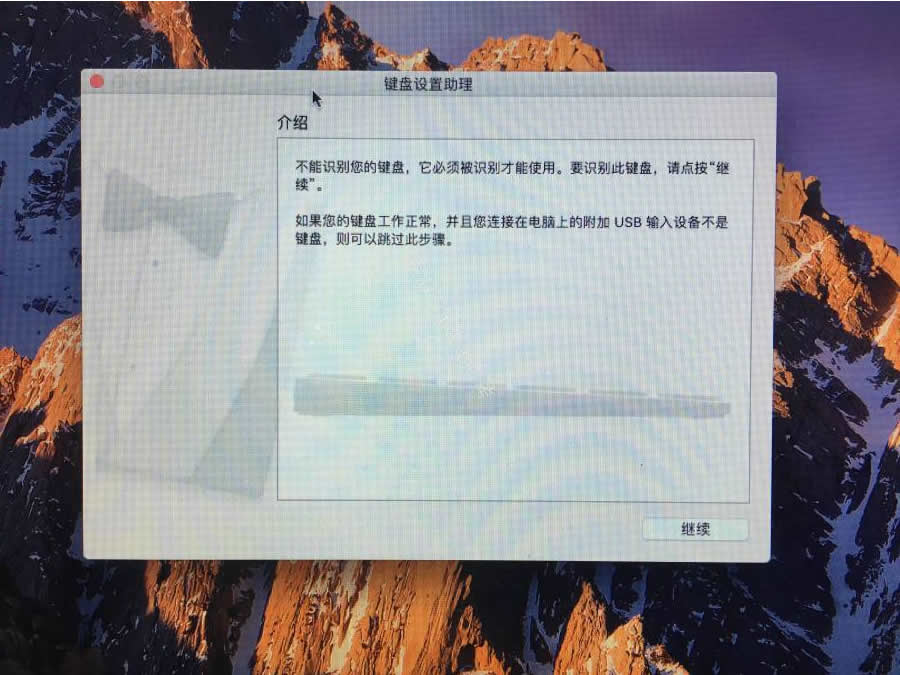 键盘设置助理
介绍
不能识别您的键盘，它必须被识别才能使用。要识别此键盘，请点按“继
续”。
如果您的键盘工作正常，并且您连接在电脑上的附加 USB 输入设备不是
键盘，则可以跳过此步骤。
继续